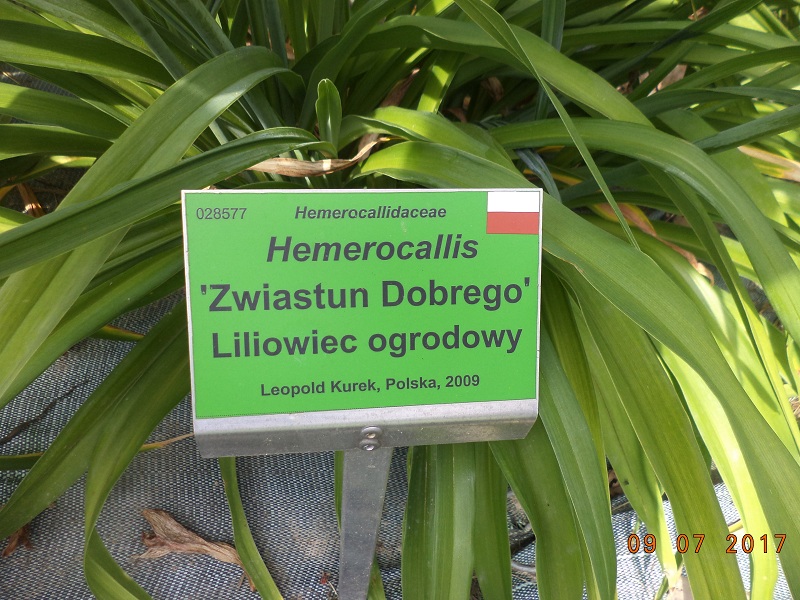 028577 Hemerocallidaceae
Hemerocallis
'Zwiastun Dobrego'
Liliowiec ogrodowy
Leopold Kurek, Polska, 2009
09 07 2017